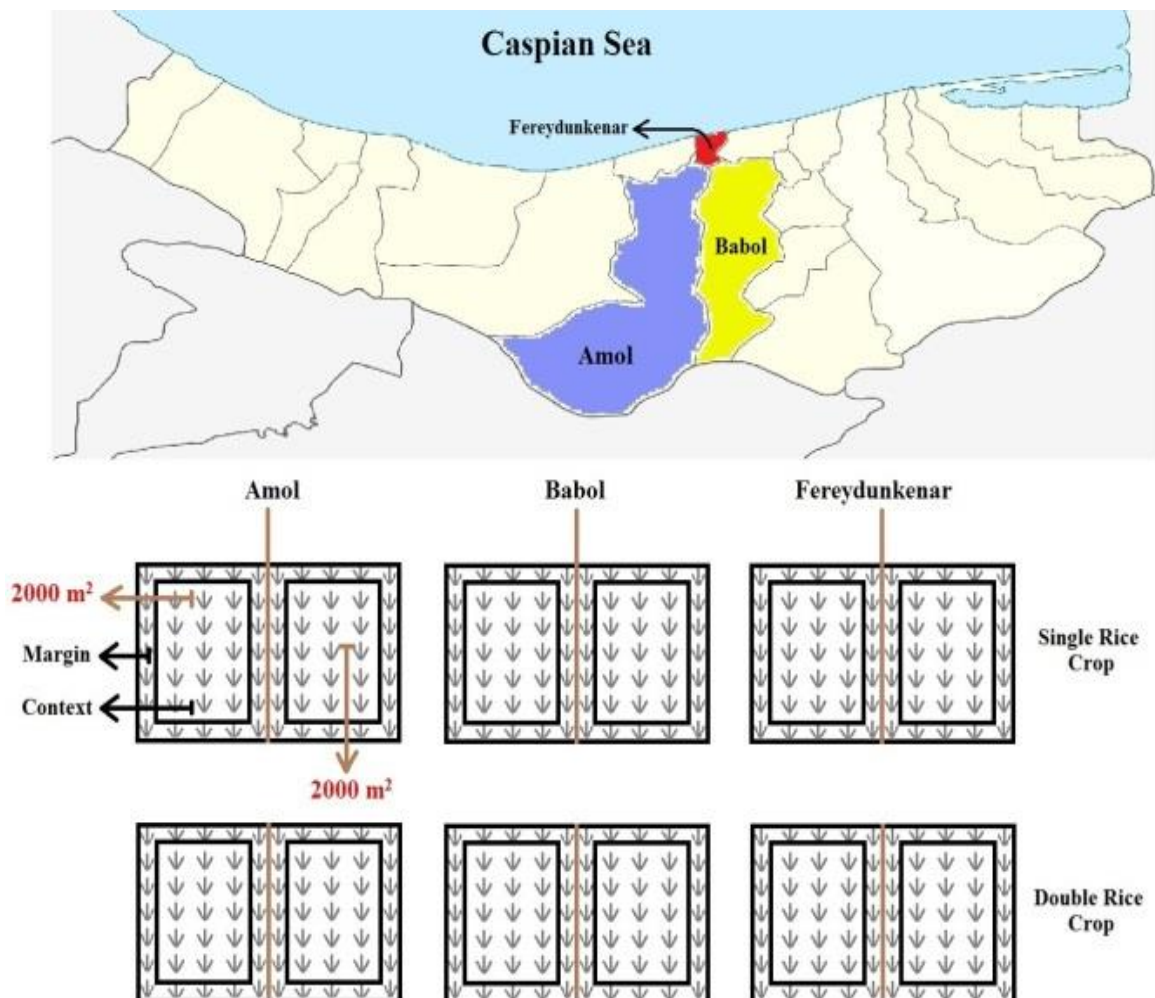 Caspian Sea
Fereydunkenar
Babol
Amol
Amol Babol Fereydunkenar
2000 m²
Margin
Context
Single Rice
Crop
2000 m²
Double Rice
Crop